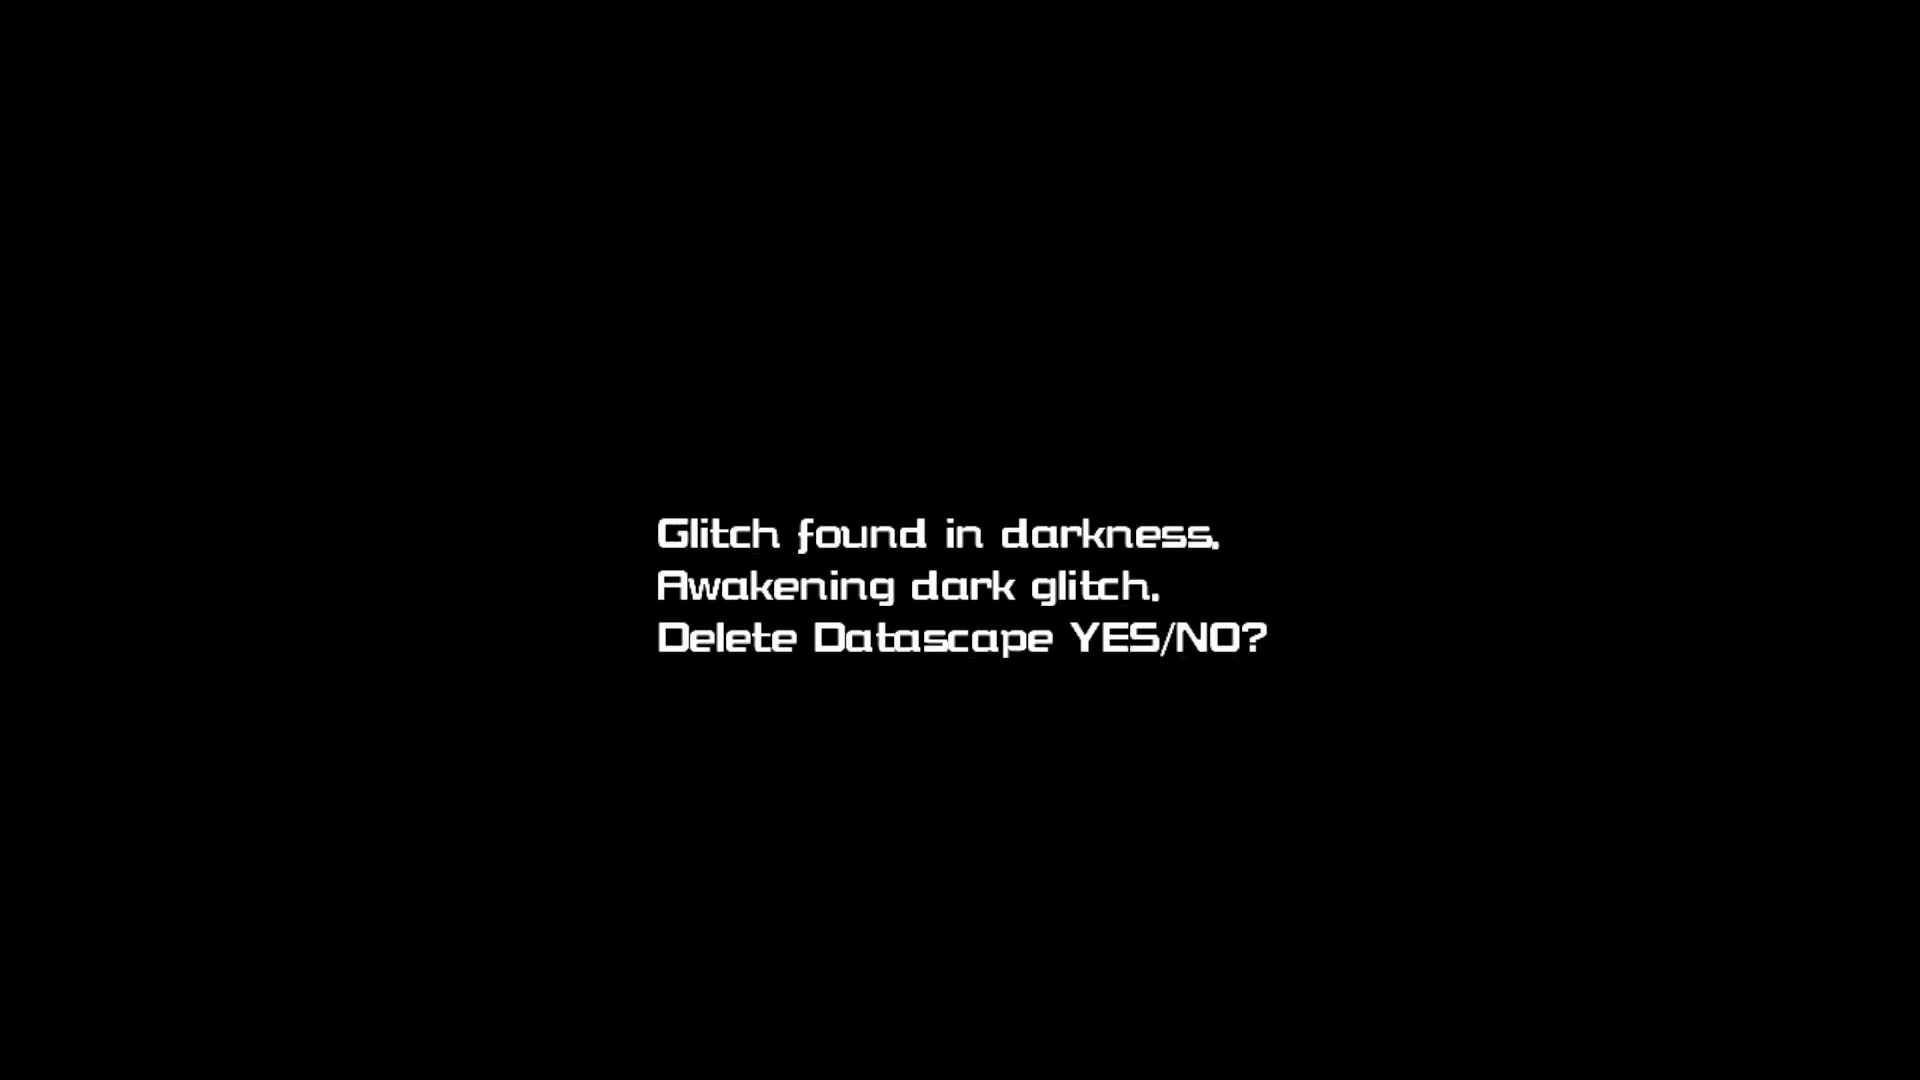 Glitch found in darkness.
Awakening dark glitch.
Delete Datascape YES/NO?